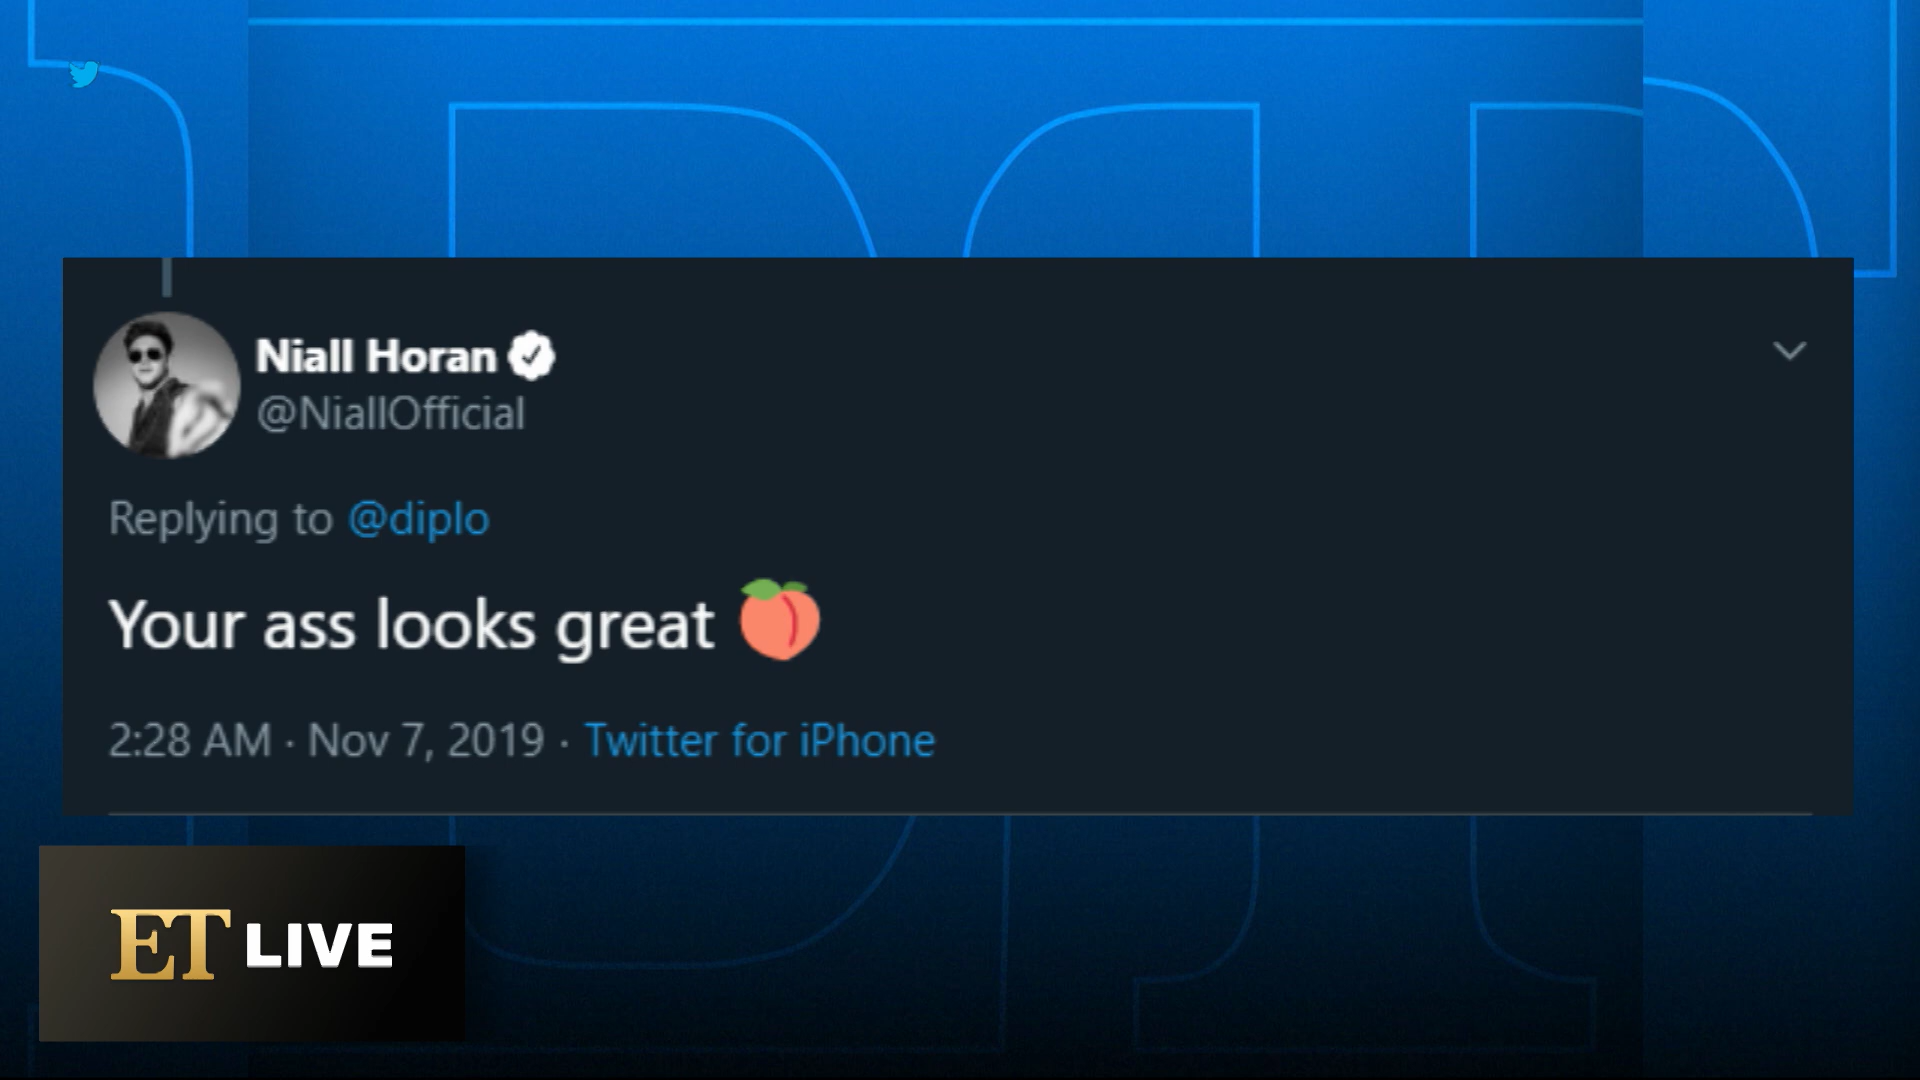 Niall Horan
@NiallOfficial
Replying to @diplo
Your ass looks great 🍑
2:28 AM · Nov 7, 2019 · Twitter for iPhone
ET LIVE